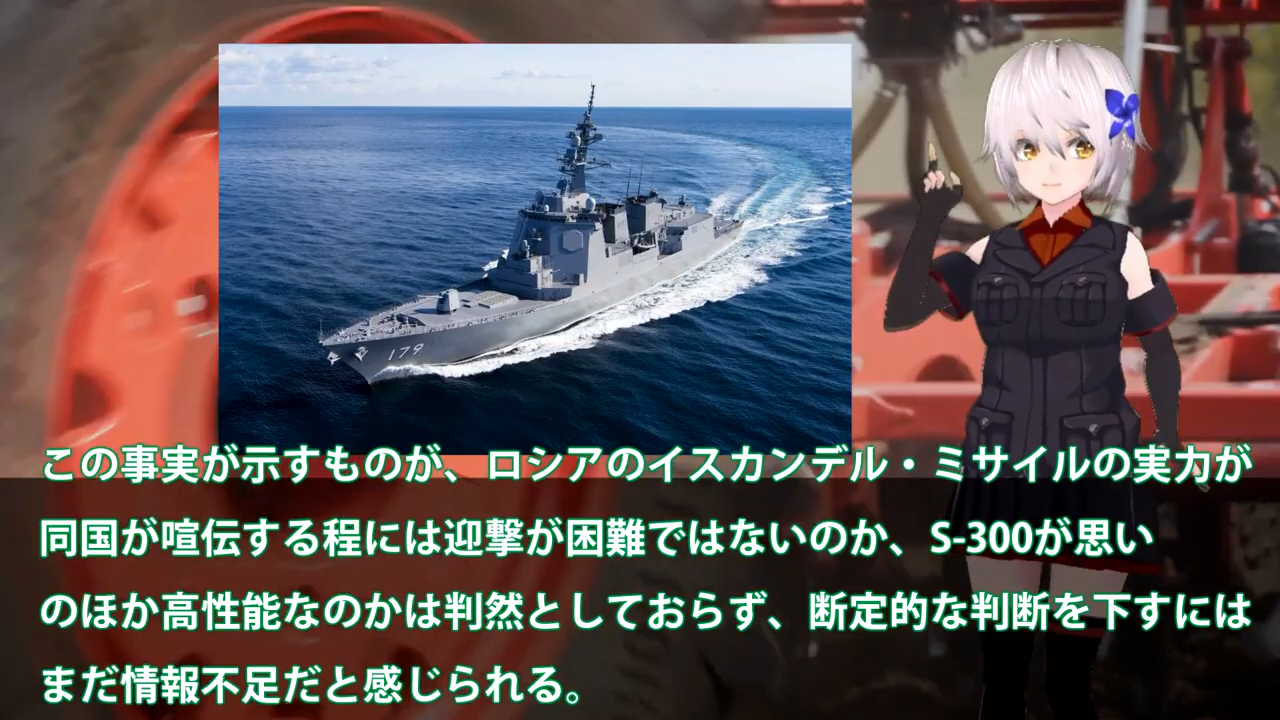 179
この事実が示すものが、ロシアのイスカンデル・ミサイルの実力が
同国が喧伝する程には迎撃が困難ではないのか、S-300が思い
のほか高性能なのかは判然としておらず、断定的な判断を下すには
まだ情報不足だと感じられる。